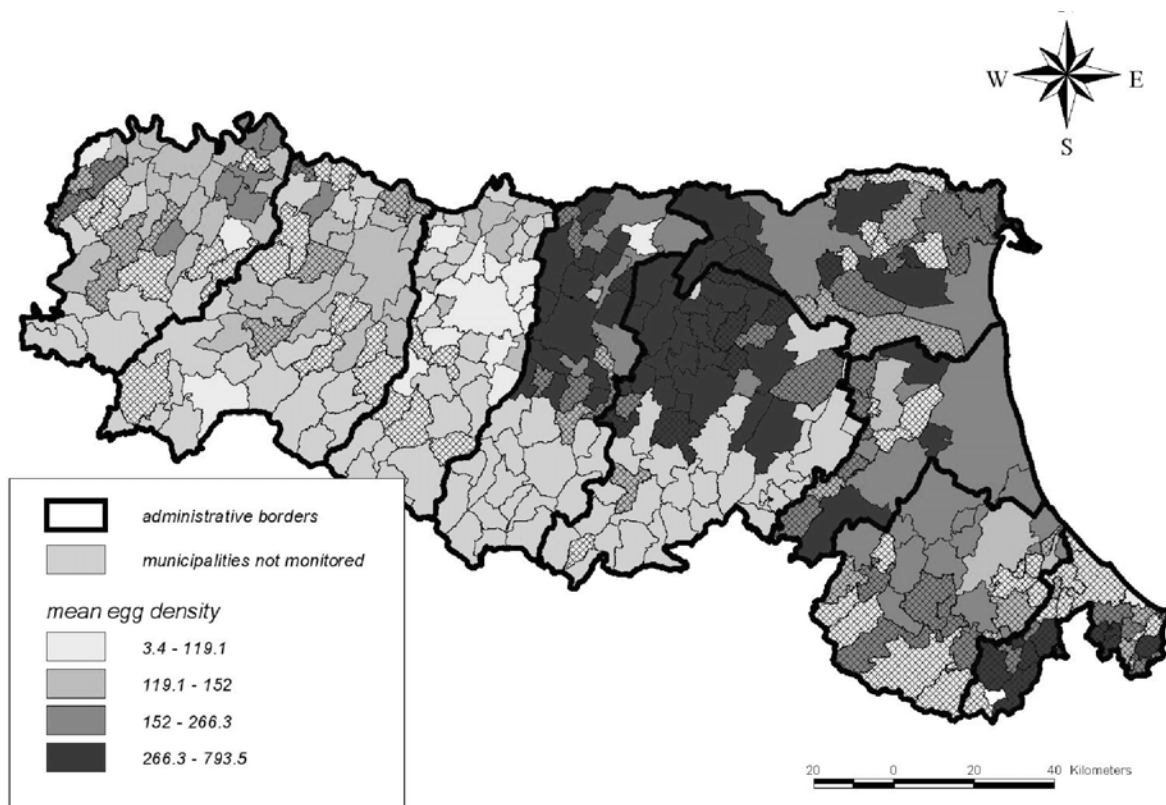 W E
S
administrative borders
municipalities not monitored
mean egg density
3.4 - 119.1
119.1 - 152
152 - 266.3
266.3 - 793.5
20 0 20 40 Kilometers